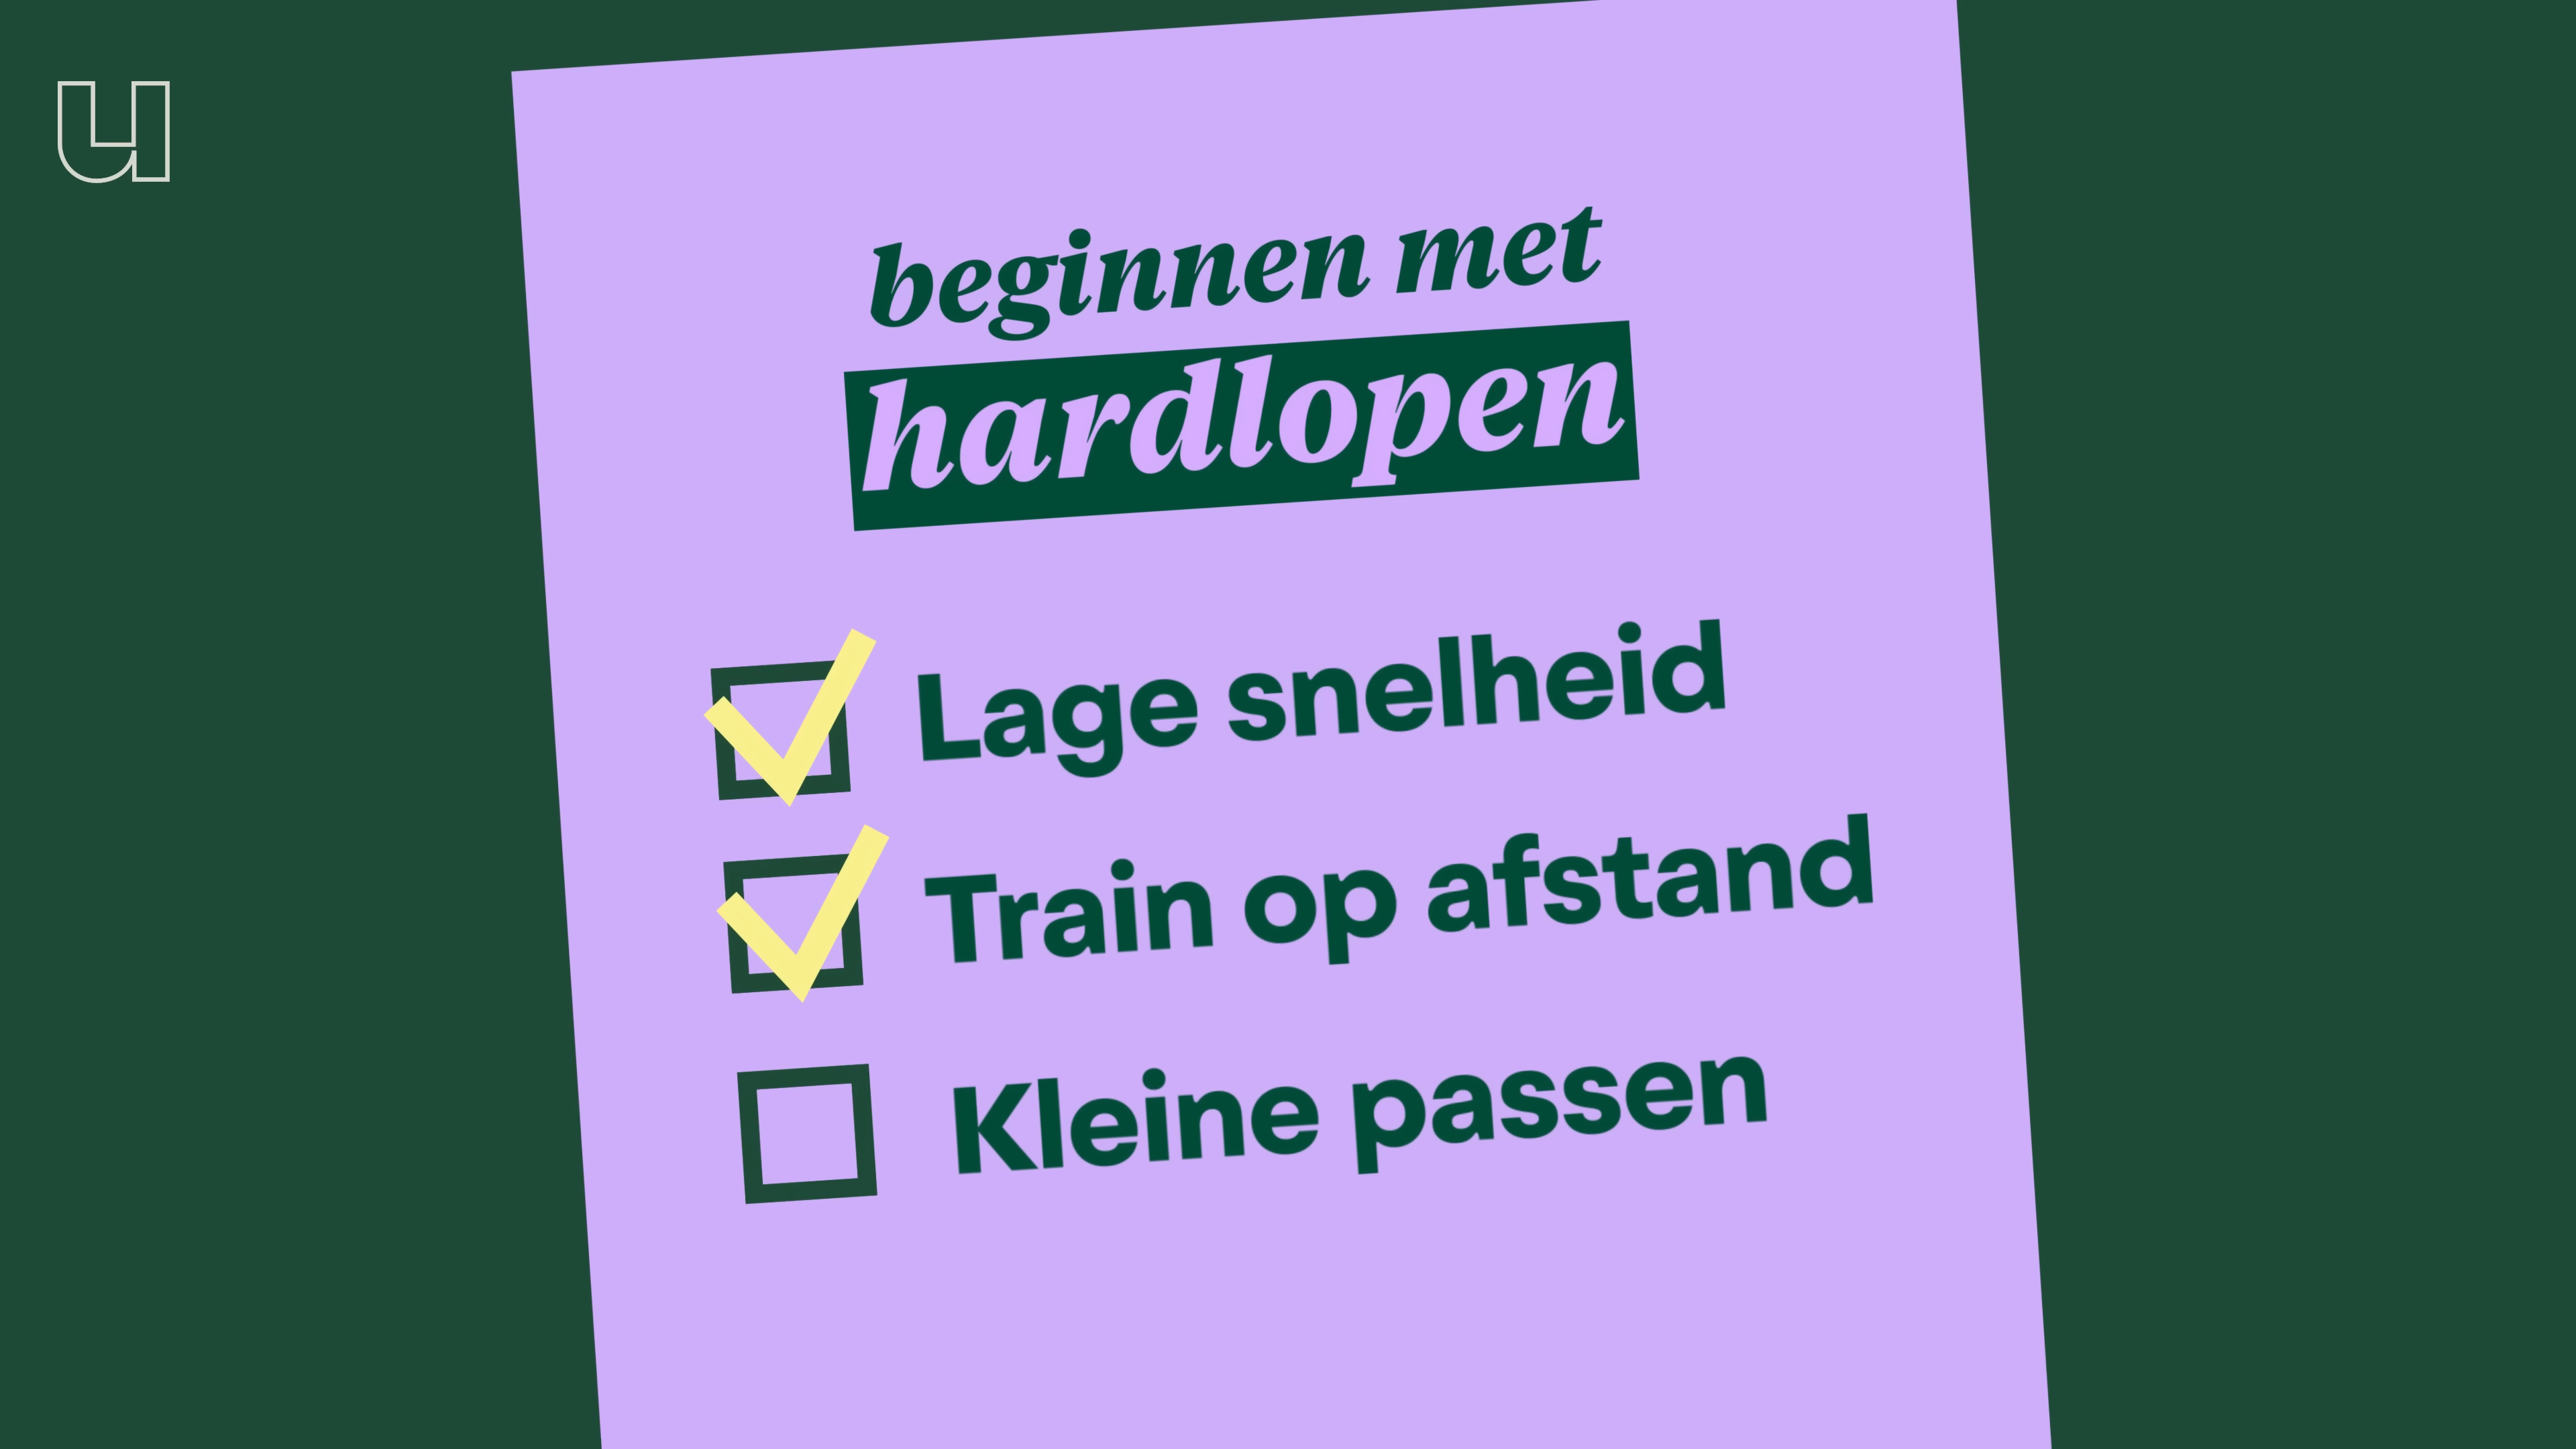 u
beginnen met
hardlopen
Lage snelheid
Train op afstand
Kleine passen